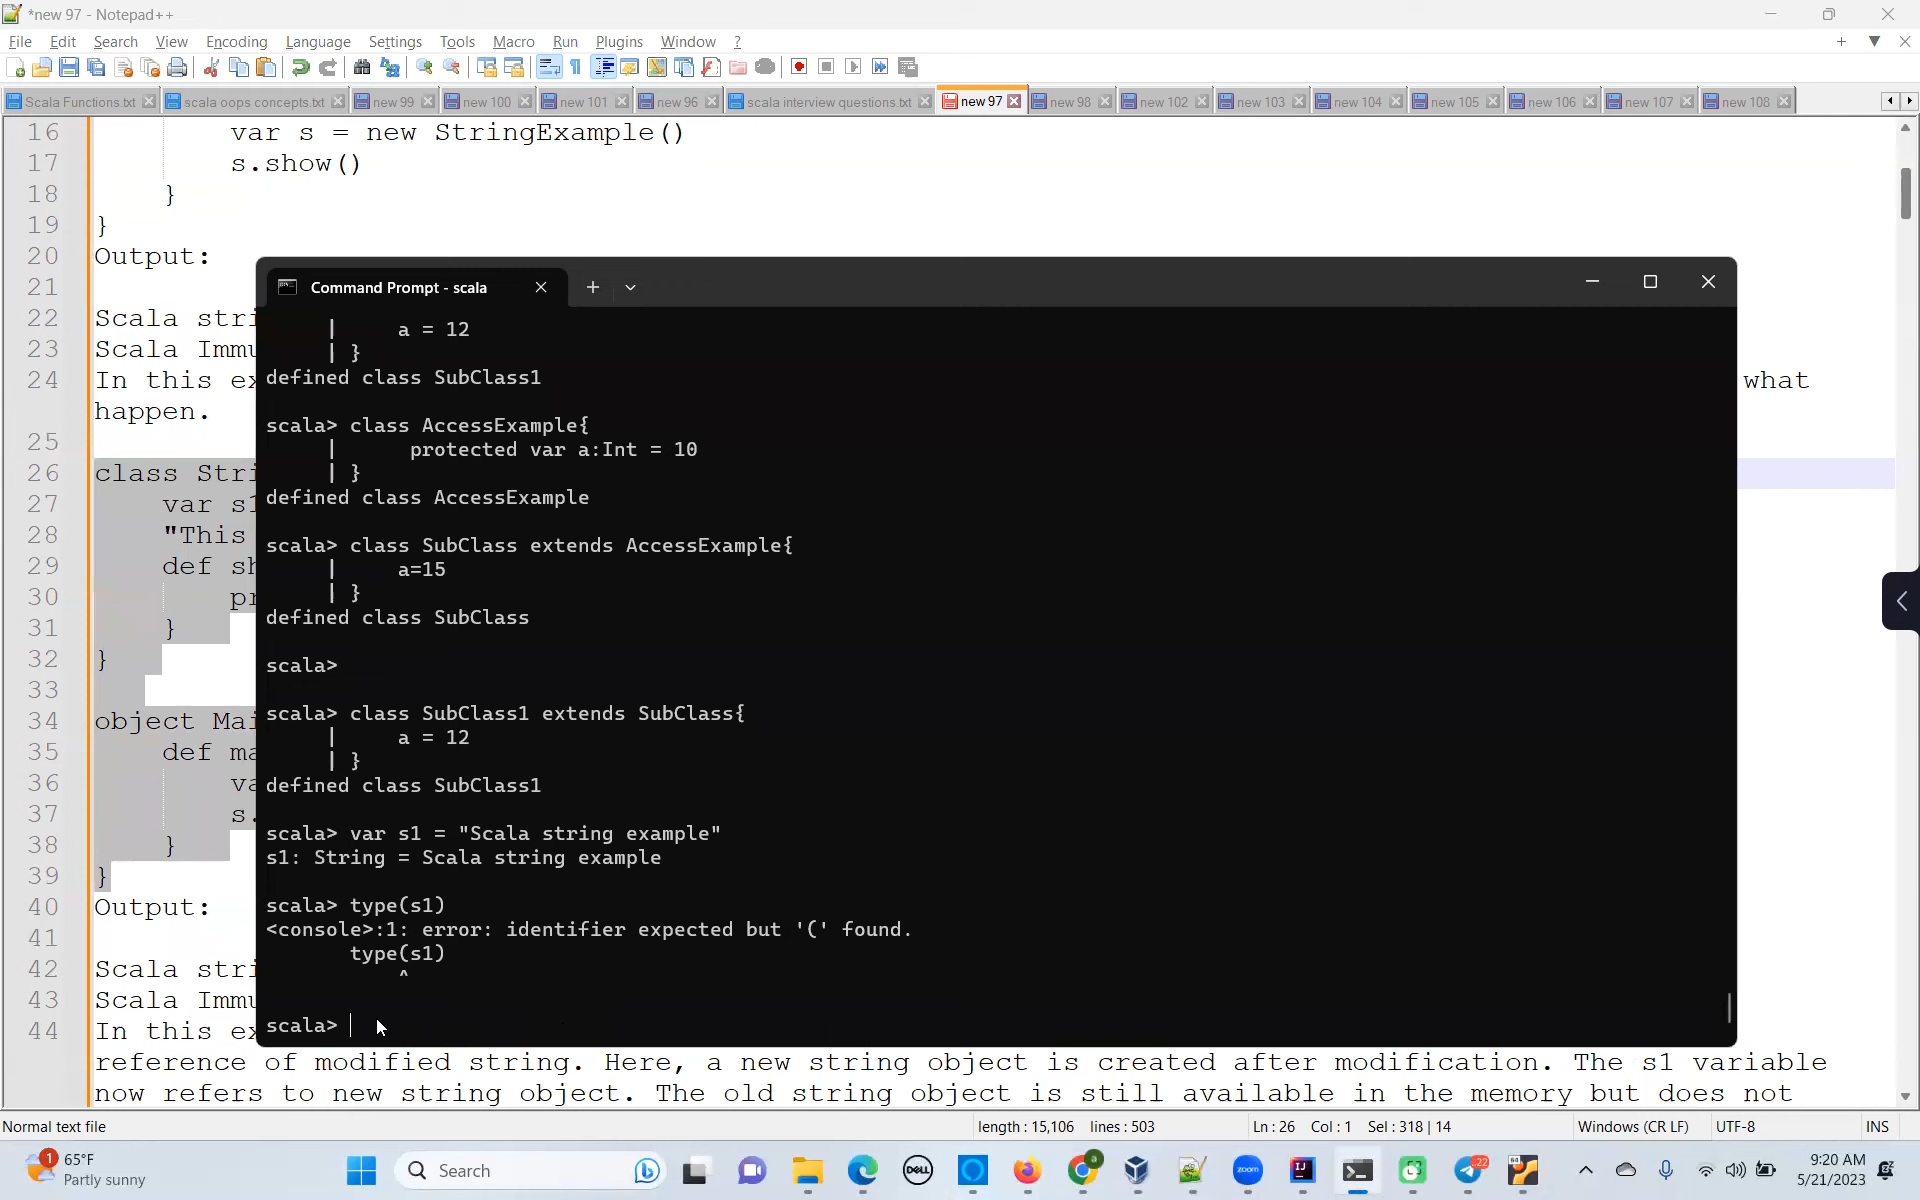 *new 97 - Notepad++
File Edit Search View Encoding Language Settings Tools Macro Run Plugins Window ?
Scala Functions.txt scala oops concepts.txt new 99 new 100 new 101 new 96 scala interview questions.txt new 97 new 98 new 102 new 103 new 104 new 105 new 106 new 107 new 108
16 var s = new StringExample()
17 s.show()
18 }
19 }
20 Output:
21
22 Scala stri
23 Scala Immu
24 In this ex what
happen.
25
26 class Stri
27 var s1
28 "This
29 def sh
30 pr
31 }
32 }
33
34 object Mai
35 def ma
36 va
37 s.
38 }
39 }
40 Output:
41
42 Scala stri
43 Scala Immu
44 In this ex
reference of modified string. Here, a new string object is created after modification. The s1 variable
now refers to new string object. The old string object is still available in the memory but does not
Command Prompt - scala
| a = 12
| }
defined class SubClass1
scala> class AccessExample{
| protected var a:Int = 10
| }
defined class AccessExample
scala> class SubClass extends AccessExample{
| a=15
| }
defined class SubClass
scala>
scala> class SubClass1 extends SubClass{
| a = 12
| }
defined class SubClass1
scala> var s1 = "Scala string example"
s1: String = Scala string example
scala> type(s1)
<console>:1: error: identifier expected but '(' found.
type(s1)
^
scala>
Normal text file length : 15,106 lines : 503 Ln : 26 Col : 1 Sel : 318 | 14 Windows (CR LF) UTF-8 INS
1
65°F
Partly sunny
Search
DELL
a
zoom
IJ
22
9:20 AM
5/21/2023